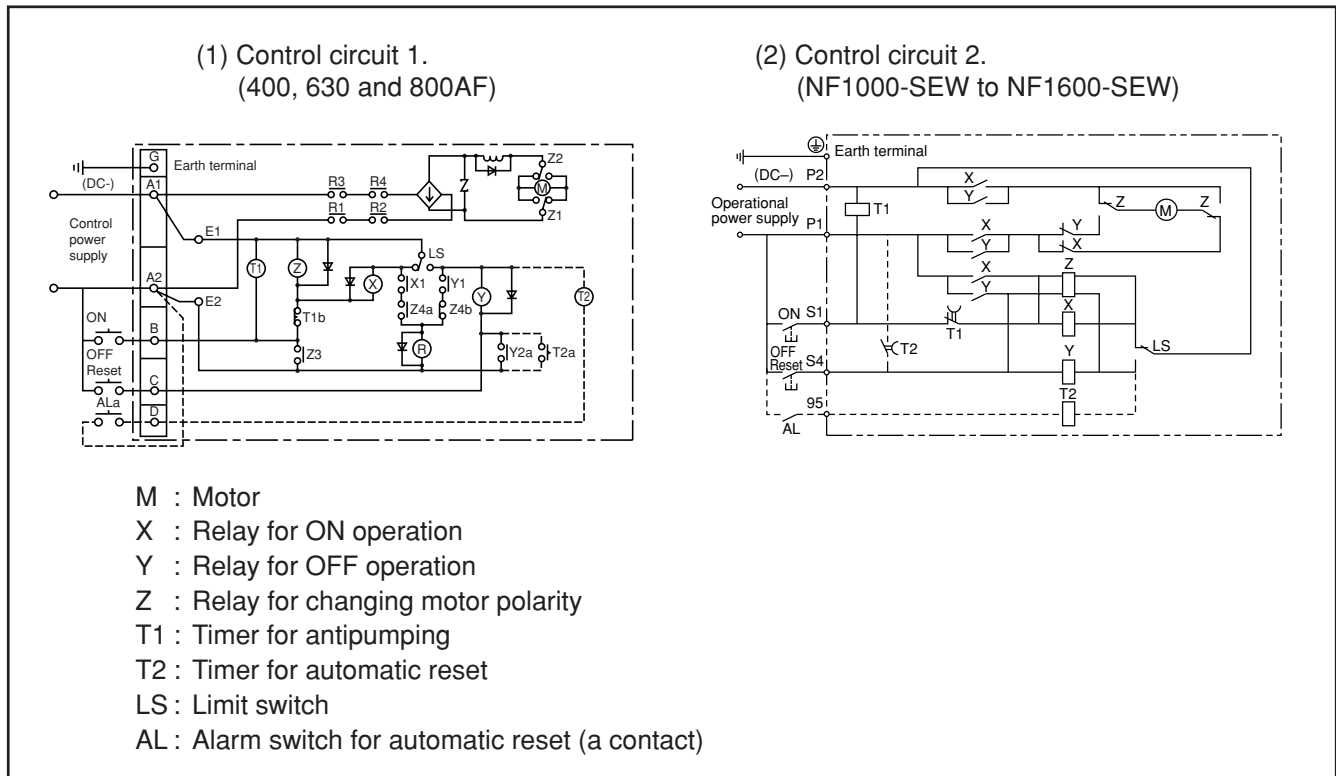 (1) Control circuit 1.
(400, 630 and 800AF)
G
Earth terminal
(DC-)
A1
Control
power
supply
A2
E1
E2
R3
R4
R1
R2
Z2
M
Z1
LS
T1
Z
X
X1
Y1
Y
T2
Z4a
Z4b
T1b
R
Z3
Y2a
T2a
ON
B
OFF
Reset
C
ALa
D
(2) Control circuit 2.
(NF1000-SEW to NF1600-SEW)
Earth terminal
(DC–) P2
Operational
power supply
P1
T1
X
Y
Z
M
Z
X
Y
Y
X
X
Y
Z
X
ON S1
T1
T2
LS
OFF
Reset S4
Y
T2
95
AL
M : Motor
X : Relay for ON operation
Y : Relay for OFF operation
Z : Relay for changing motor polarity
T1 : Timer for antipumping
T2 : Timer for automatic reset
LS : Limit switch
AL : Alarm switch for automatic reset (a contact)